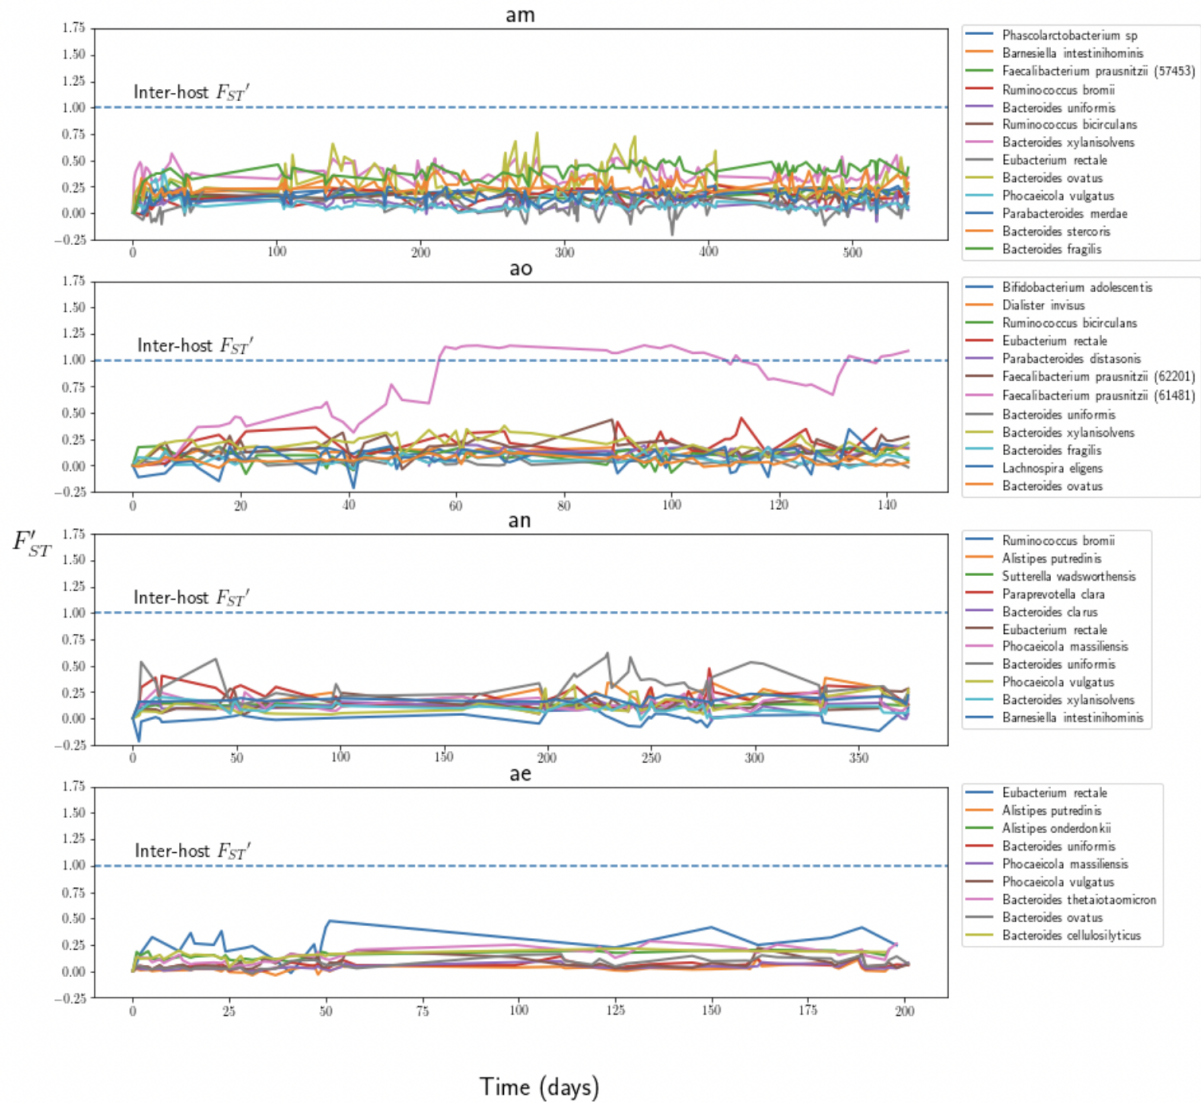 am
1.75
1.50
1.25
1.00
0.75
0.50
0.25
0.00
−0.25
Inter-host F_ST′
0 100 200 300 400 500
Phascolarctobacterium sp
Barnesiella intestinihominis
Faecalibacterium prausnitzii (57453)
Ruminococcus bromii
Bacteroides uniformis
Ruminococcus bicirculans
Bacteroides xylanisolvens
Eubacterium rectale
Bacteroides ovatus
Phocaeicola vulgatus
Parabacteroides merdae
Bacteroides stercoris
Bacteroides fragilis
ao
1.75
1.50
1.25
1.00
0.75
0.50
0.25
0.00
−0.25
Inter-host F_ST′
0 20 40 60 80 100 120 140
Bifidobacterium adolescentis
Dialister invisus
Ruminococcus bicirculans
Eubacterium rectale
Parabacteroides distasonis
Faecalibacterium prausnitzii (62201)
Faecalibacterium prausnitzii (61481)
Bacteroides uniformis
Bacteroides xylanisolvens
Bacteroides fragilis
Lachnospira eligens
Bacteroides ovatus
F′_ST
an
1.75
1.50
1.25
1.00
0.75
0.50
0.25
0.00
−0.25
Inter-host F_ST′
0 50 100 150 200 250 300 350
Ruminococcus bromii
Alistipes putredinis
Sutterella wadsworthensis
Paraprevotella clara
Bacteroides clarus
Eubacterium rectale
Phocaeicola massiliensis
Bacteroides uniformis
Phocaeicola vulgatus
Bacteroides xylanisolvens
Barnesiella intestinihominis
ae
1.75
1.50
1.25
1.00
0.75
0.50
0.25
0.00
−0.25
Inter-host F_ST′
0 25 50 75 100 125 150 175 200
Eubacterium rectale
Alistipes putredinis
Alistipes onderdonkii
Bacteroides uniformis
Phocaeicola massiliensis
Phocaeicola vulgatus
Bacteroides thetaiotaomicron
Bacteroides ovatus
Bacteroides cellulosilyticus
Time (days)